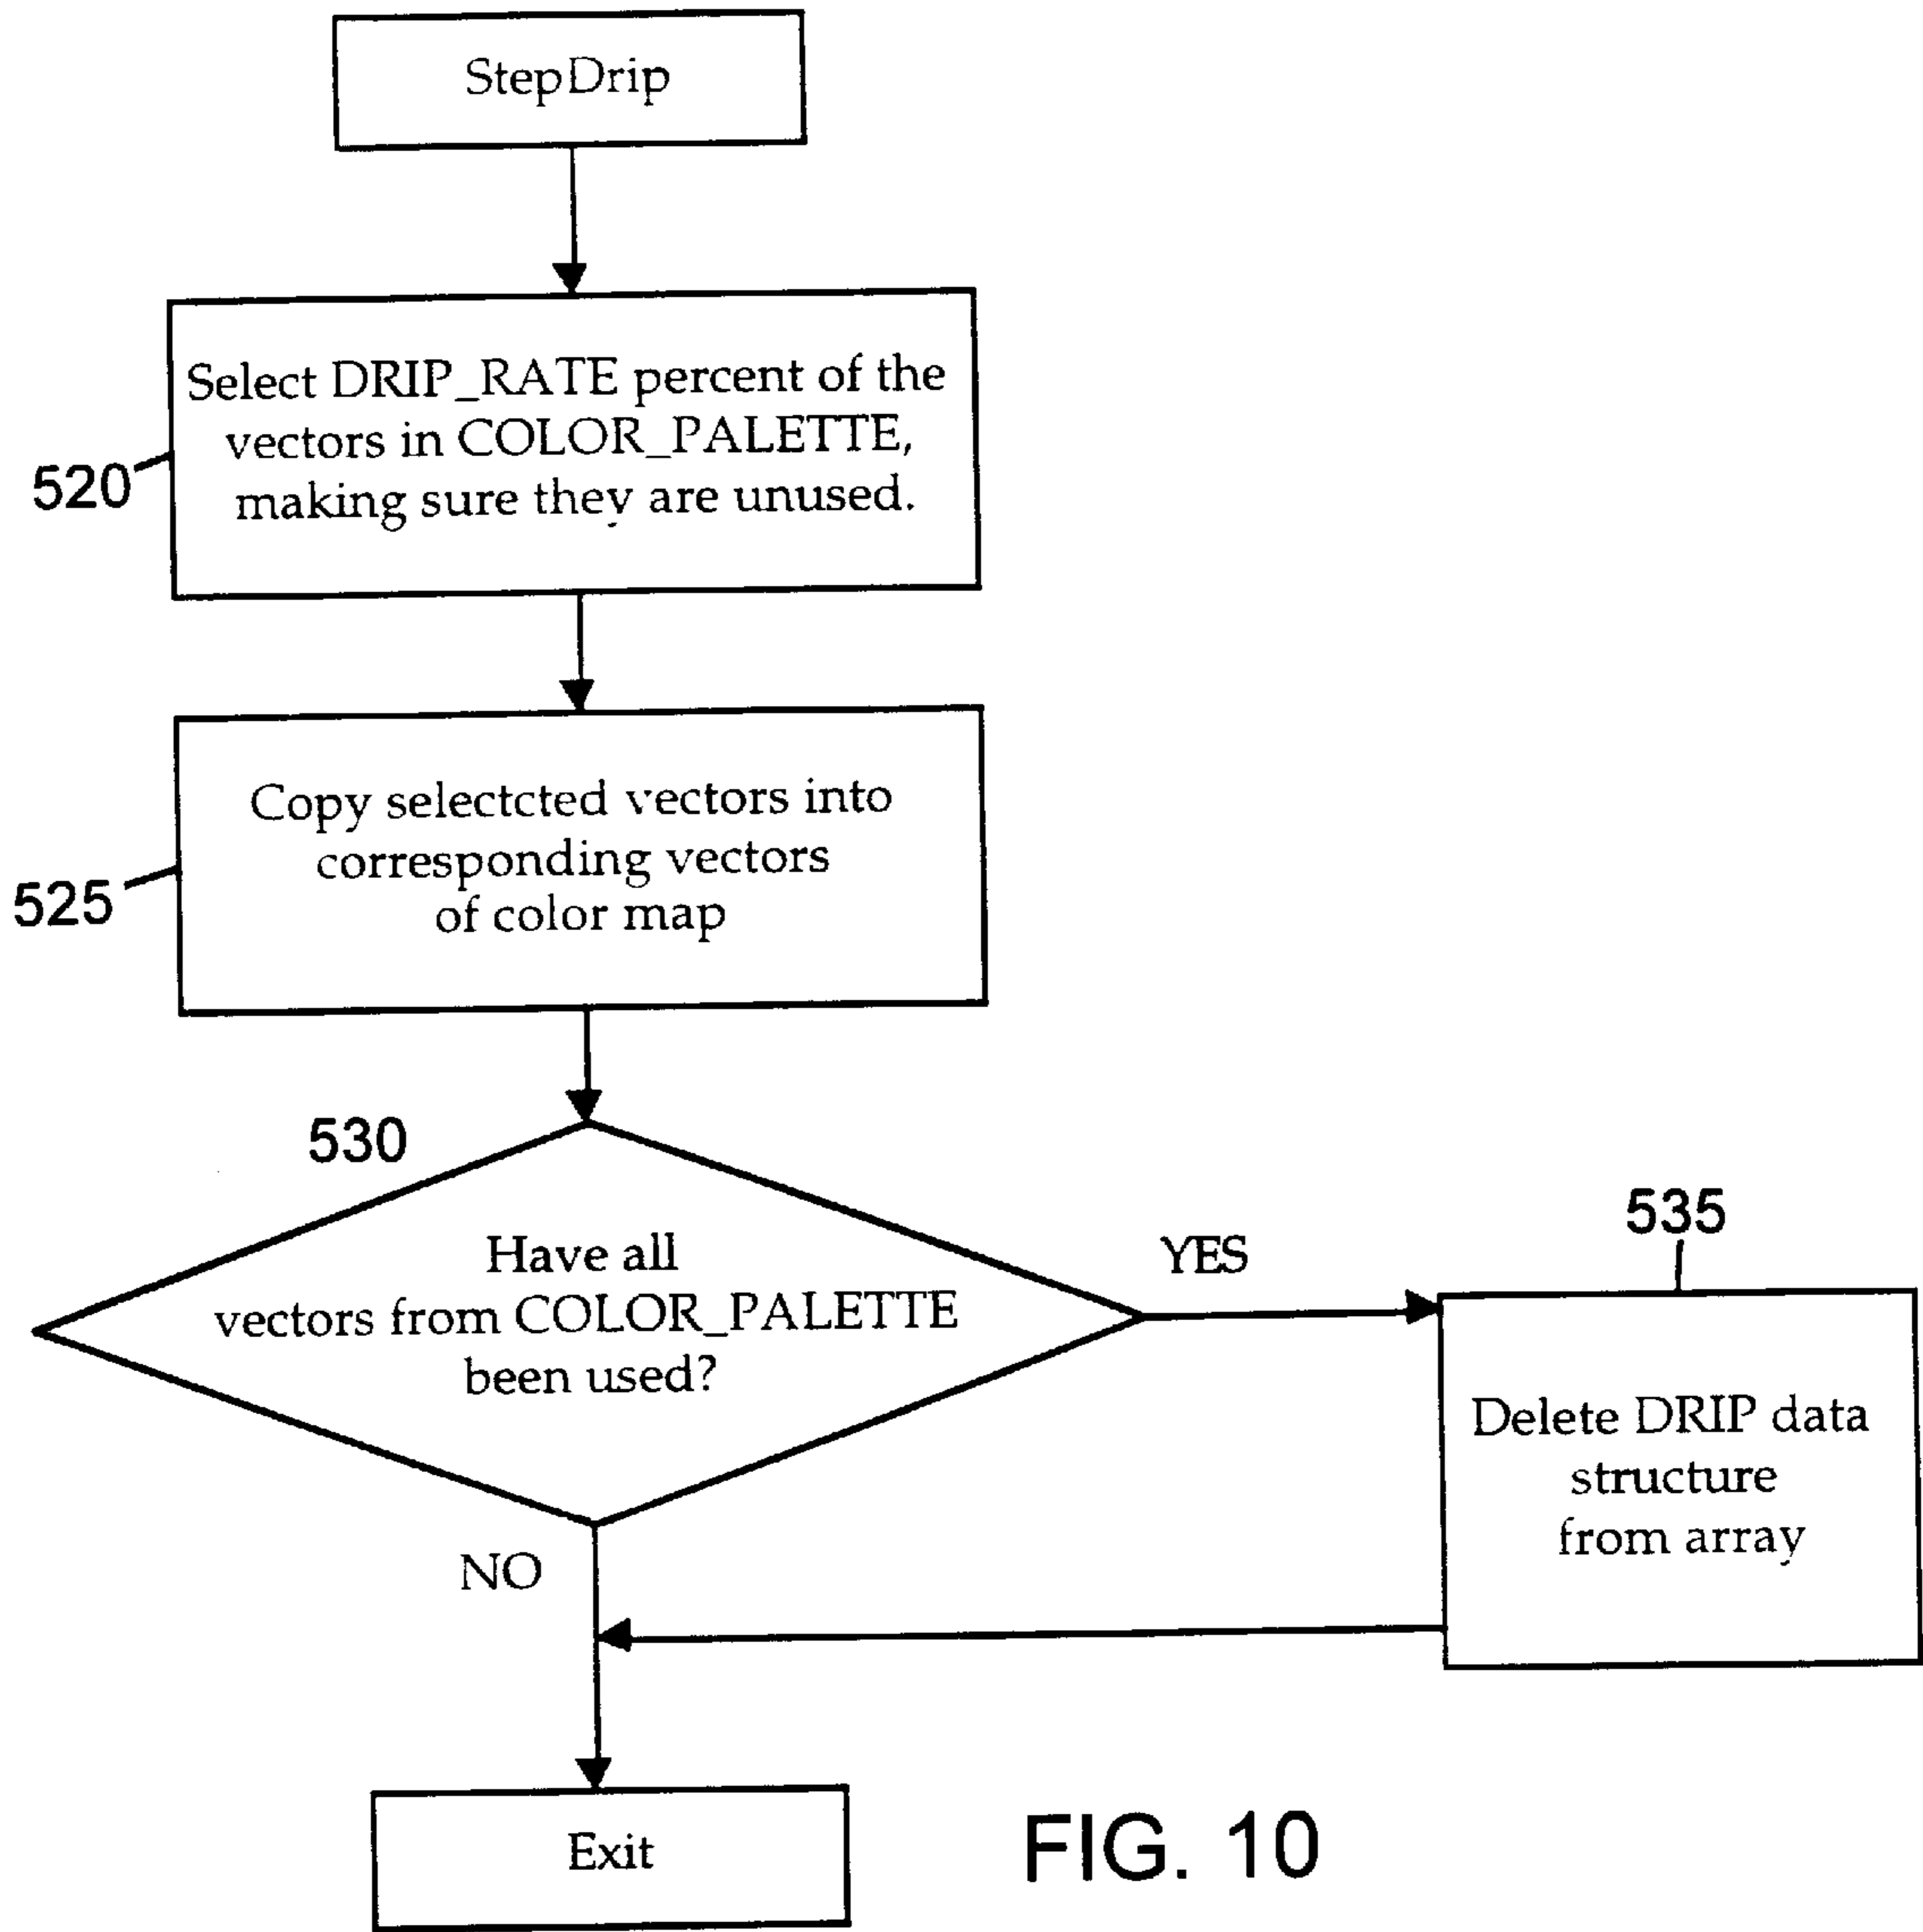 StepDrip
Select DRIP_RATE percent of the
vectors in COLOR_PALETTE,
making sure they are unused.
520
Copy selectcted vectors into
corresponding vectors
of color map
525
530
Have all
vectors from COLOR_PALETTE
been used?
YES
535
Delete DRIP data
structure
from array
NO
Exit
FIG. 10